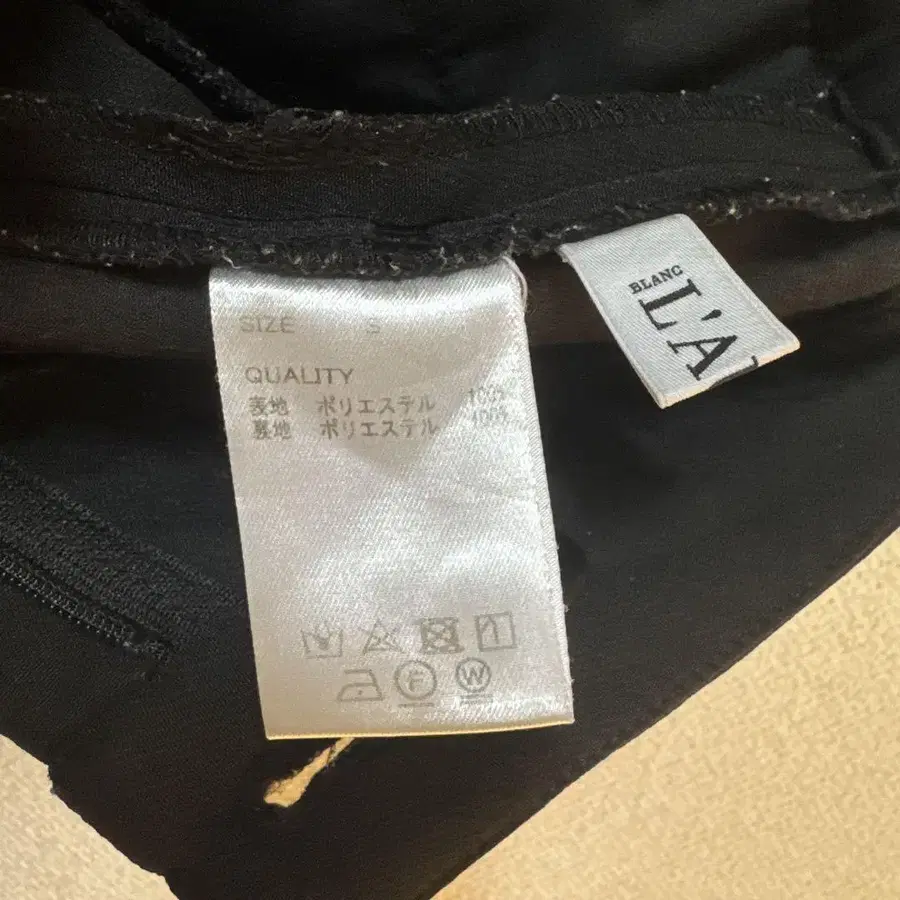 SIZE S
QUALITY
表地 ポリエステル 100%
裏地 ポリエステル 100%
F W
BLANC
L'A